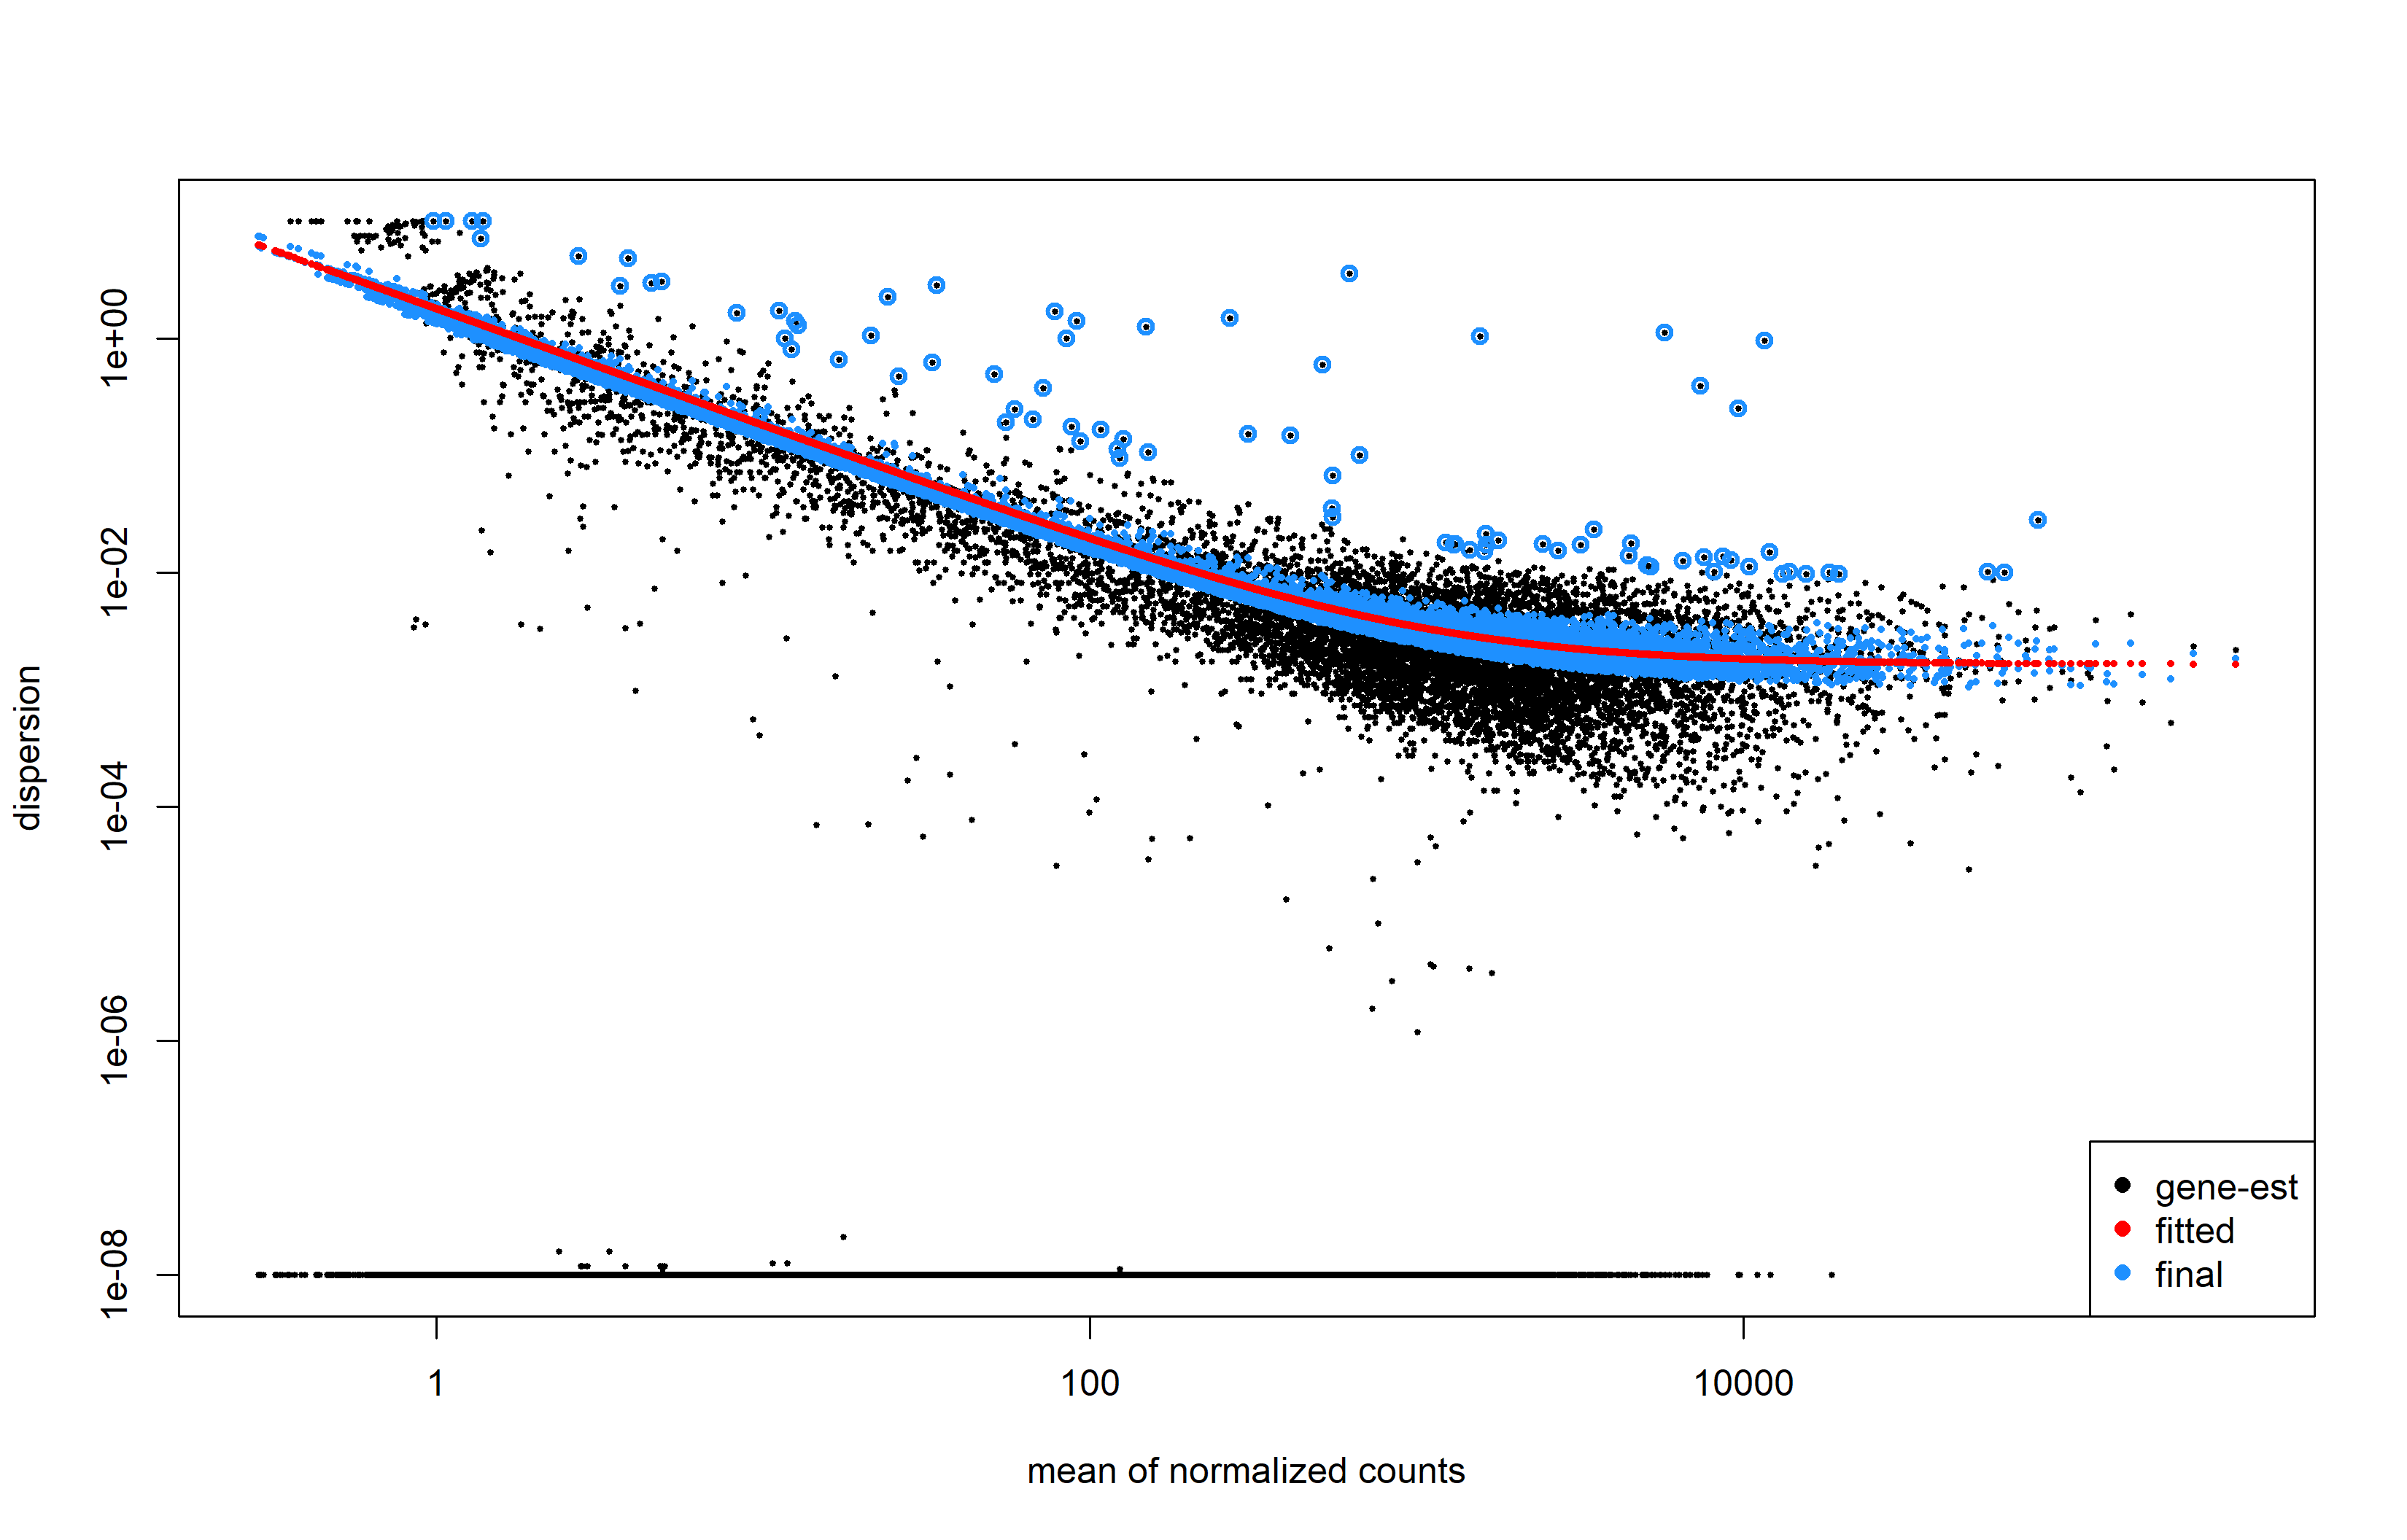 dispersion
1e+00
1e-02
1e-04
1e-06
1e-08
1
100
10000
mean of normalized counts
gene-est
fitted
final